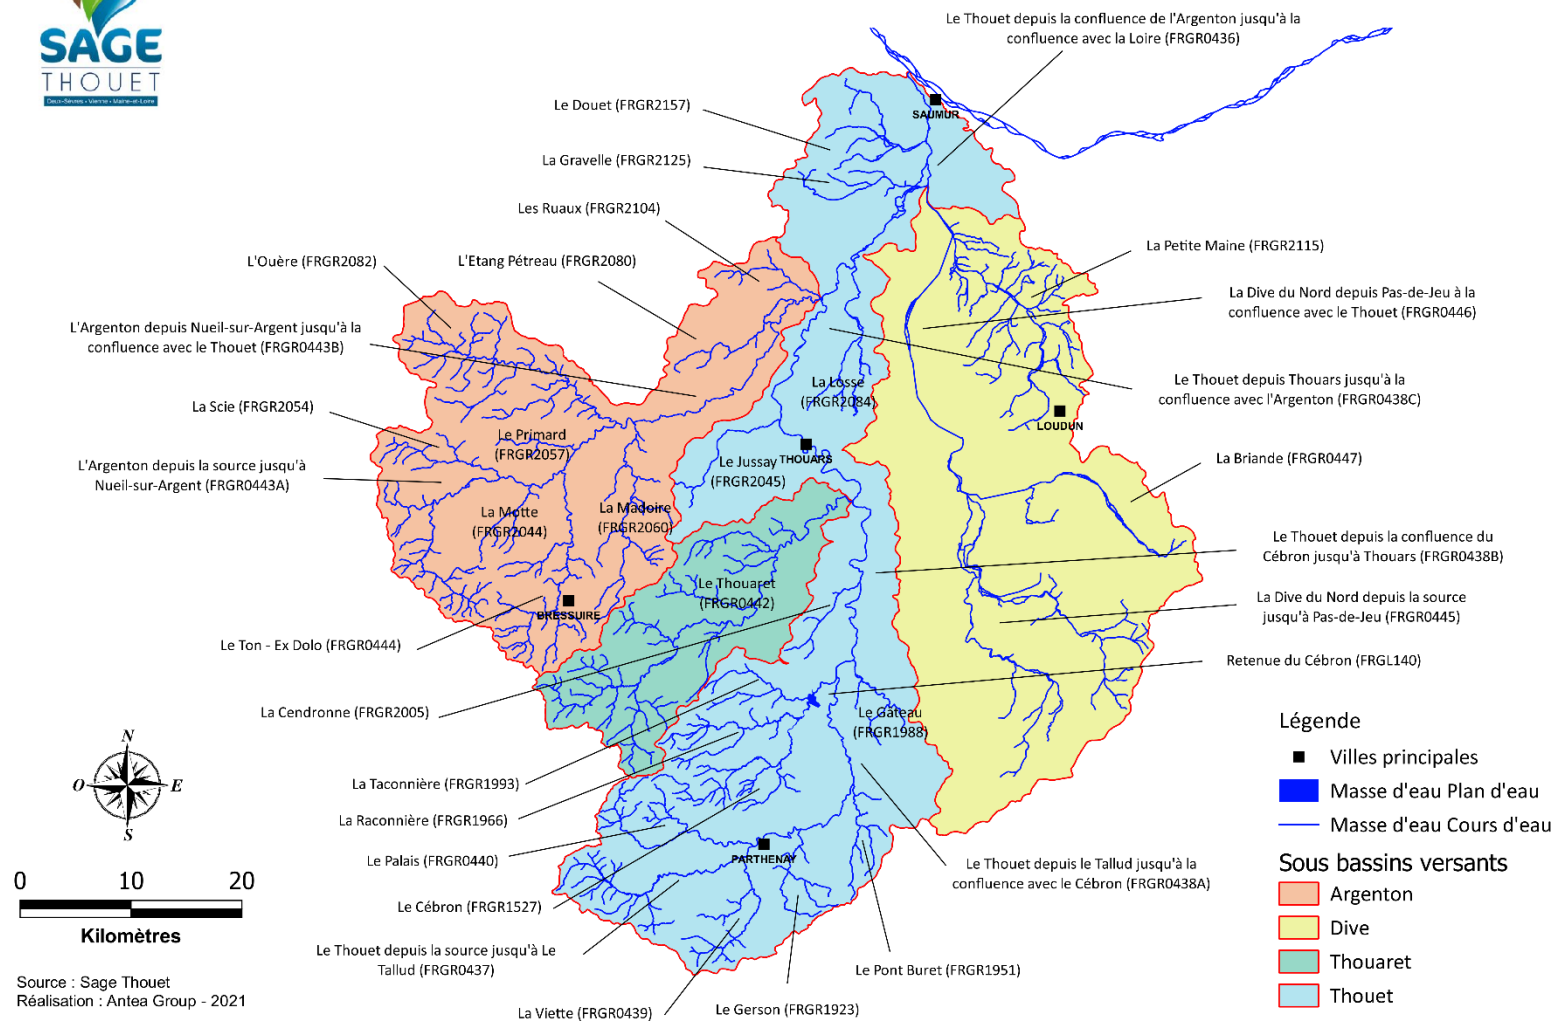 SAGE
THOUET
Deux-Sèvres • Vienne • Maine-et-Loire
Le Thouet depuis la confluence de l'Argenton jusqu'à la
confluence avec la Loire (FRGR0436)
SAUMUR
Le Douet (FRGR2157)
La Gravelle (FRGR2125)
Les Ruaux (FRGR2104)
L'Etang Pétreau (FRGR2080)
L'Ouère (FRGR2082)
L'Argenton depuis Nueil-sur-Argent jusqu'à la
confluence avec le Thouet (FRGR0443B)
La Scie (FRGR2054)
L'Argenton depuis la source jusqu'à
Nueil-sur-Argent (FRGR0443A)
La Petite Maine (FRGR2115)
La Dive du Nord depuis Pas-de-Jeu à la
confluence avec le Thouet (FRGR0446)
Le Thouet depuis Thouars jusqu'à la
confluence avec l'Argenton (FRGR0438C)
La Losse
(FRGR2084)
LOUDUN
Le Primard
(FRGR2057)
THOUARS
Le Jussay
(FRGR2045)
La Briande (FRGR0447)
La Motte
(FRGR2044)
La Madoire
(FRGR2060)
Le Thouet depuis la confluence du
Cébron jusqu'à Thouars (FRGR0438B)
Le Thouaret
(FRGR0442)
BRESSUIRE
La Dive du Nord depuis la source
jusqu'à Pas-de-Jeu (FRGR0445)
Le Ton - Ex Dolo (FRGR0444)
Retenue du Cébron (FRGL140)
La Cendronne (FRGR2005)
Le Gâteau
(FRGR1988)
La Taconnière (FRGR1993)
La Raconnière (FRGR1966)
Le Palais (FRGR0440)
PARTHENAY
Le Thouet depuis le Tallud jusqu'à la
confluence avec le Cébron (FRGR0438A)
Le Cébron (FRGR1527)
Le Thouet depuis la source jusqu'à Le
Tallud (FRGR0437)
Le Pont Buret (FRGR1951)
La Viette (FRGR0439)
Le Gerson (FRGR1923)
N
O
E
S
0 10 20
Kilomètres
Source : Sage Thouet
Réalisation : Antea Group - 2021
Légende
Villes principales
Masse d'eau Plan d'eau
Masse d'eau Cours d'eau
Sous bassins versants
Argenton
Dive
Thouaret
Thouet